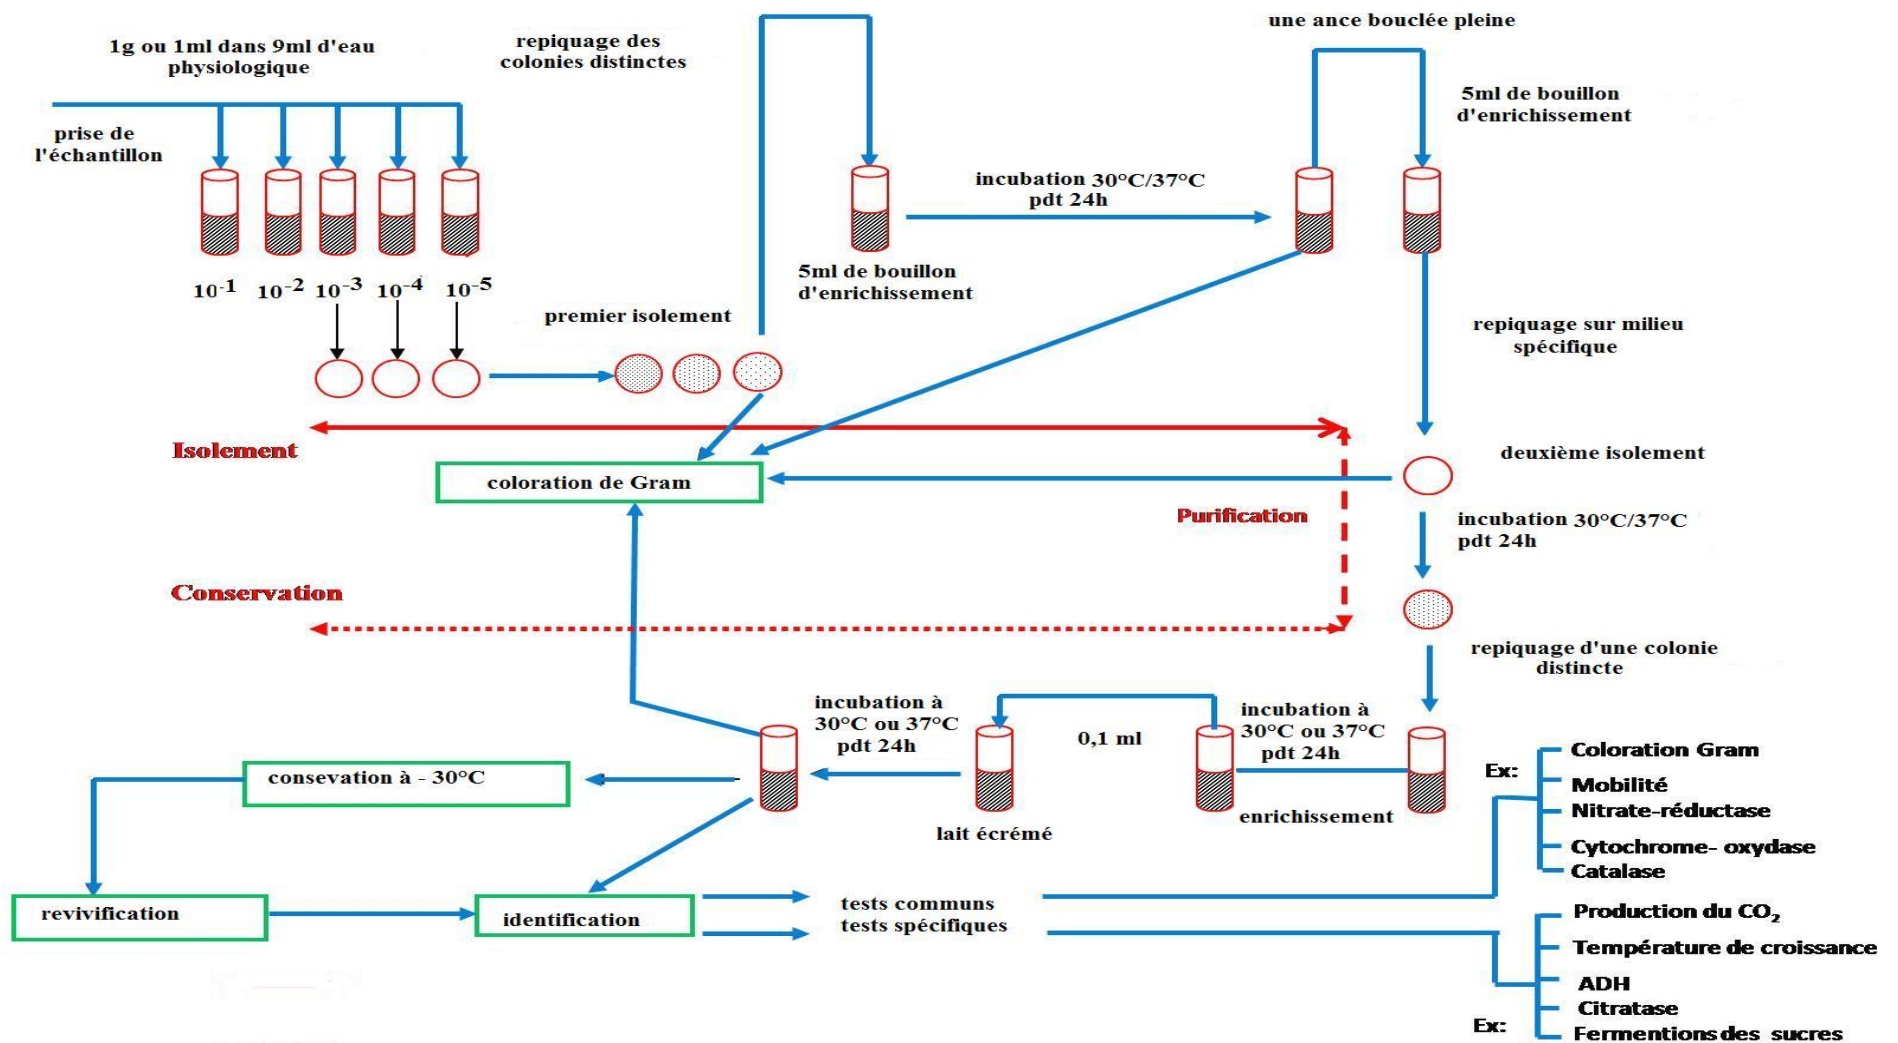 1g ou 1ml dans 9ml d'eau
physiologique
prise de
l'échantillon
10-1
10-2
10-3
10-4
10-5
repiquage des
colonies distinctes
premier isolement
5ml de bouillon
d'enrichissement
incubation 30°C/37°C
pdt 24h
une ance bouclée pleine
5ml de bouillon
d'enrichissement
repiquage sur milieu
spécifique
Isolement
coloration de Gram
deuxième isolement
Purification
incubation 30°C/37°C
pdt 24h
Conservation
repiquage d'une colonie
distincte
incubation à
30°C ou 37°C
pdt 24h
enrichissement
0,1 ml
lait écrémé
incubation à
30°C ou 37°C
pdt 24h
consevation à - 30°C
revivification
identification
tests communs
tests spécifiques
Ex:
Coloration Gram
Mobilité
Nitrate-réductase
Cytochrome- oxydase
Catalase
Production du CO2
Température de croissance
ADH
Citratase
Ex:
Fermentions des sucres